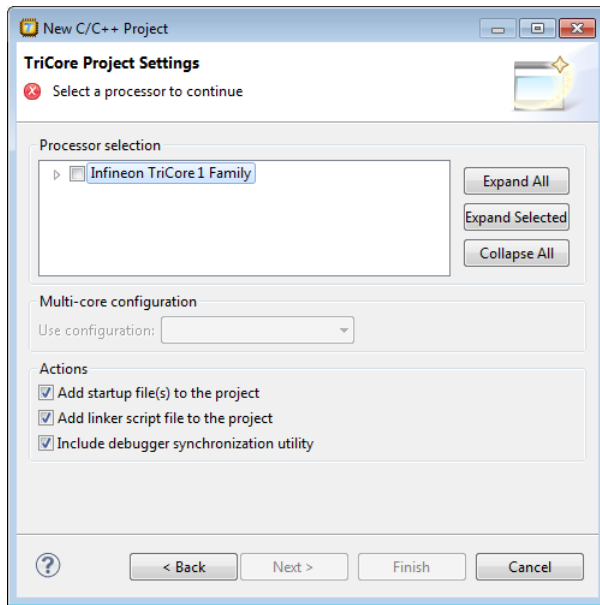 New C/C++ Project
TriCore Project Settings
Select a processor to continue
Processor selection
Infineon TriCore 1 Family
Expand All
Expand Selected
Collapse All
Multi-core configuration
Use configuration:
Actions
Add startup file(s) to the project
Add linker script file to the project
Include debugger synchronization utility
?
< Back
Next >
Finish
Cancel